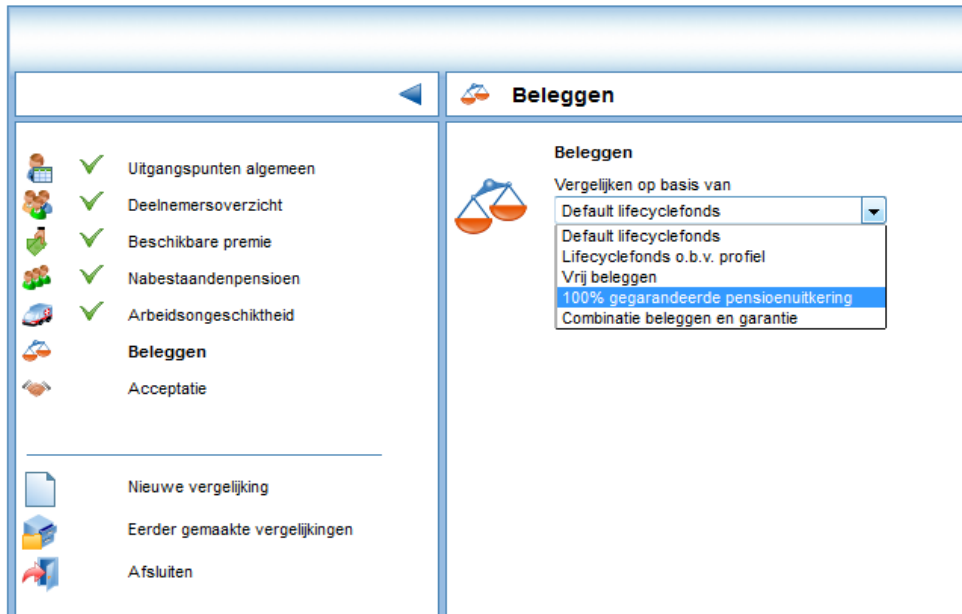 Uitgangspunten algemeen
Deelnemersoverzicht
Beschikbare premie
Nabestaandenpensioen
Arbeidsongeschiktheid
Beleggen
Acceptatie
Nieuwe vergelijking
Eerder gemaakte vergelijkingen
Afsluiten
Beleggen
Beleggen
Vergelijken op basis van
Default lifecyclefonds
Default lifecyclefonds
Lifecyclefonds o.b.v. profiel
Vrij beleggen
100% gegarandeerde pensioenuitkering
Combinatie beleggen en garantie